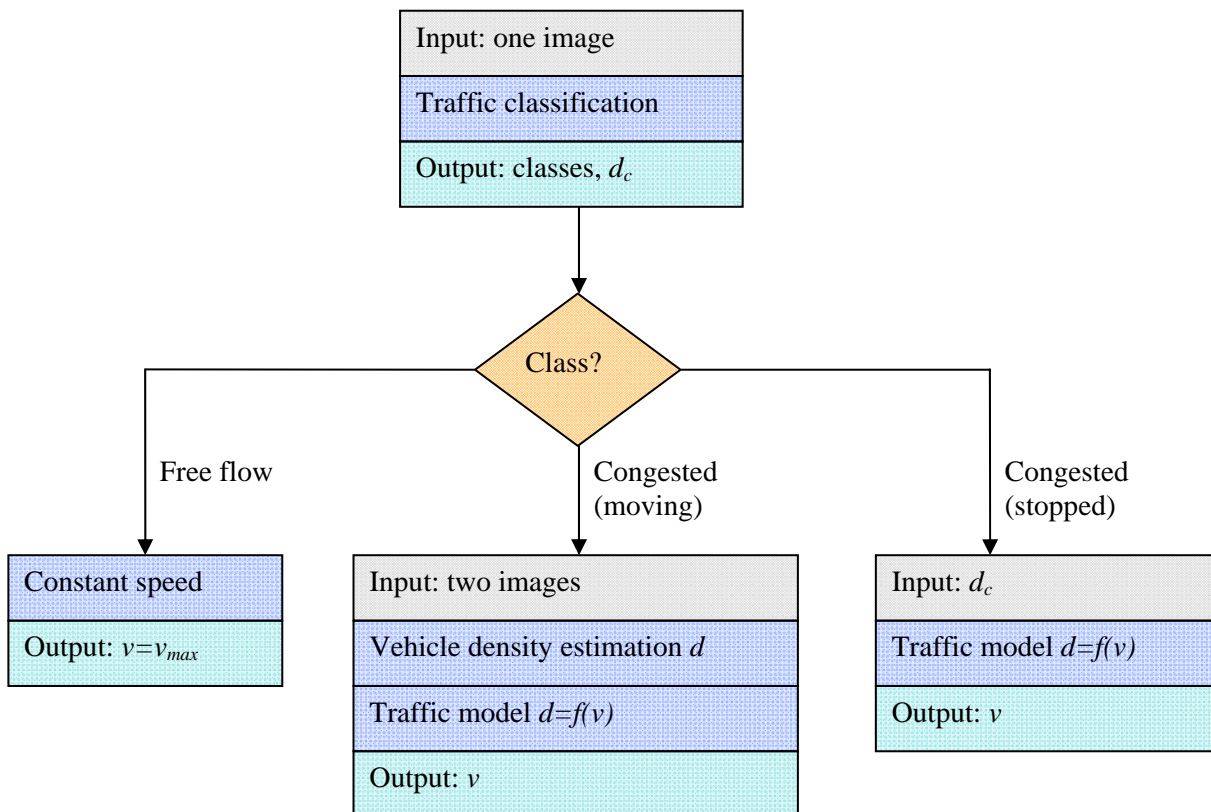 Input: one image
Traffic classification
Output: classes, d_c
Class?
Free flow
Congested
(moving)
Congested
(stopped)
Constant speed
Output: v=v_max
Input: two images
Vehicle density estimation d
Traffic model d=f(v)
Output: v
Input: d_c
Traffic model d=f(v)
Output: v